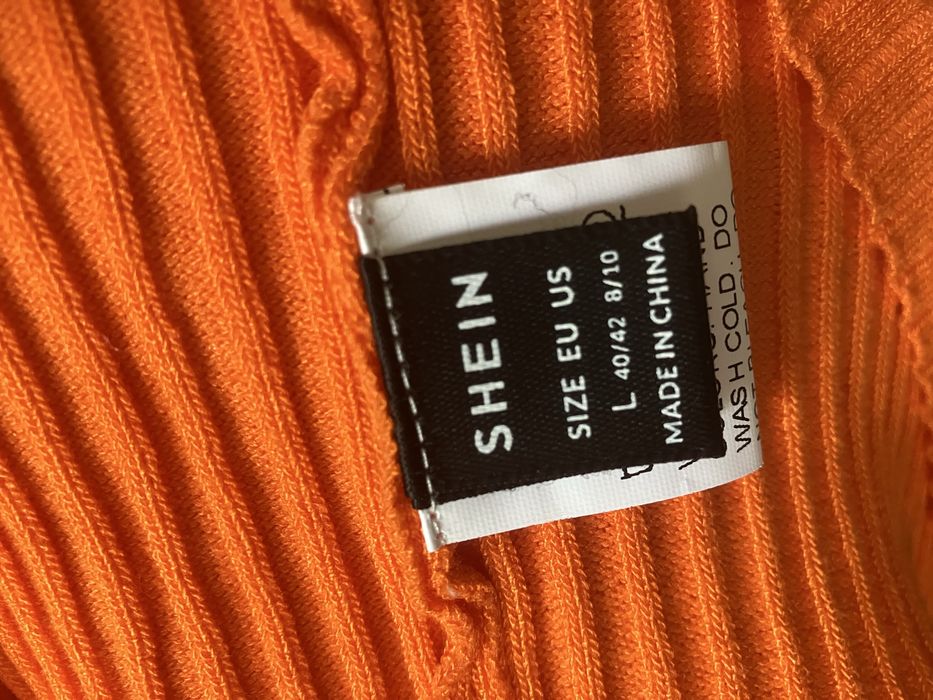 SHEIN
SIZE EU US
L 40/42 8/10
MADE IN CHINA
WASH COLD. DO